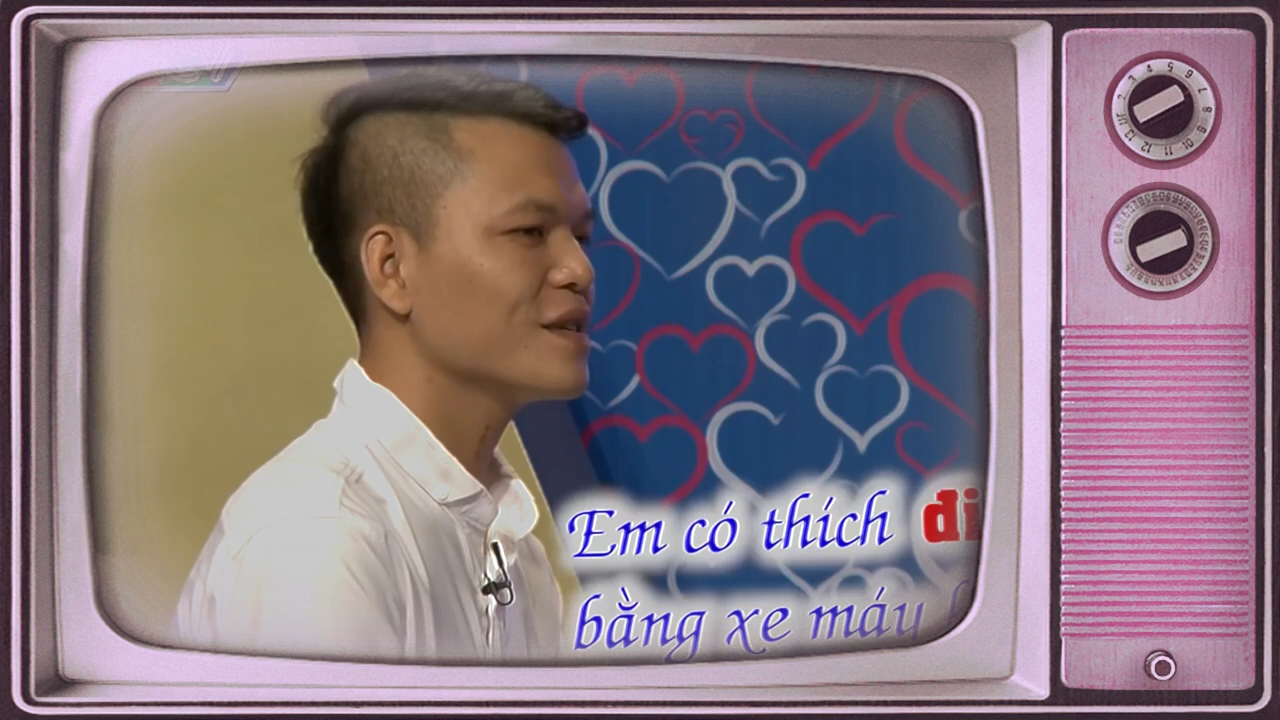 Em có thích đi
bằng xe máy